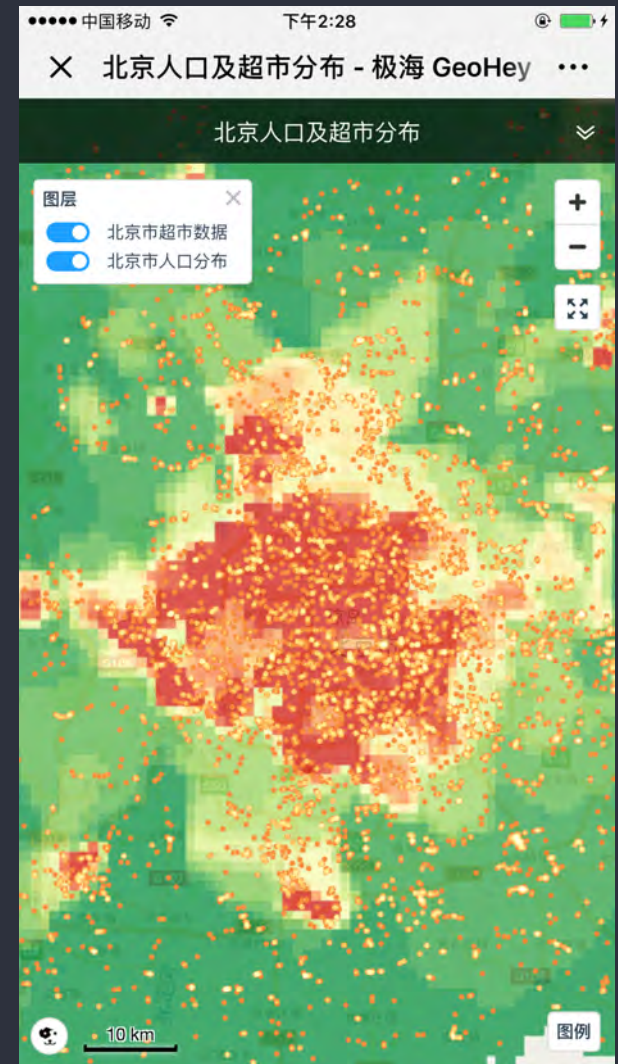 中国移动
下午2:28
北京人口及超市分布 - 极海 GeoHey
北京人口及超市分布
图层
北京市超市数据
北京市人口分布
10 km
图例